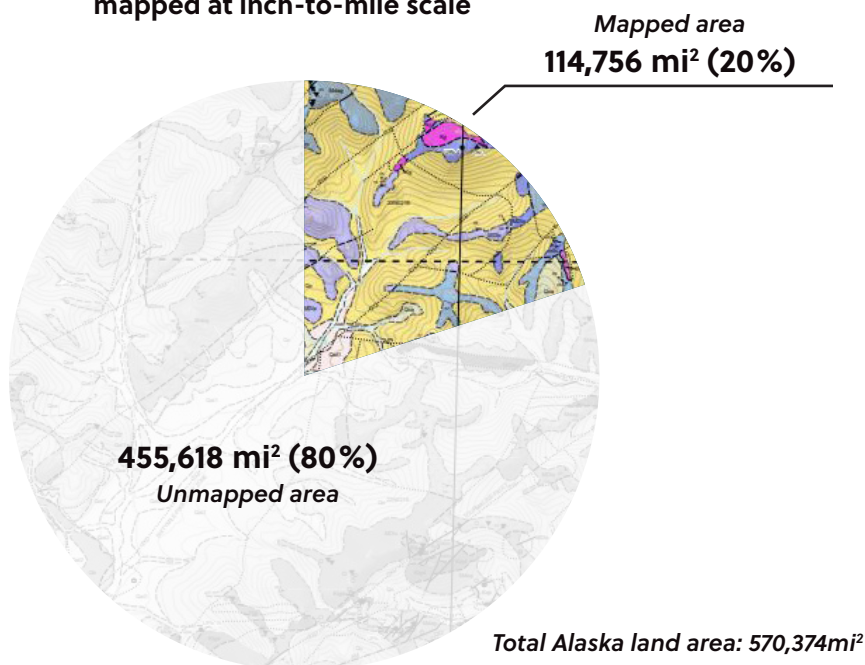 mapped at inch-to-mile scale
Mapped area
114,756 mi² (20%)
455,618 mi² (80%)
Unmapped area
Total Alaska land area: 570,374mi²